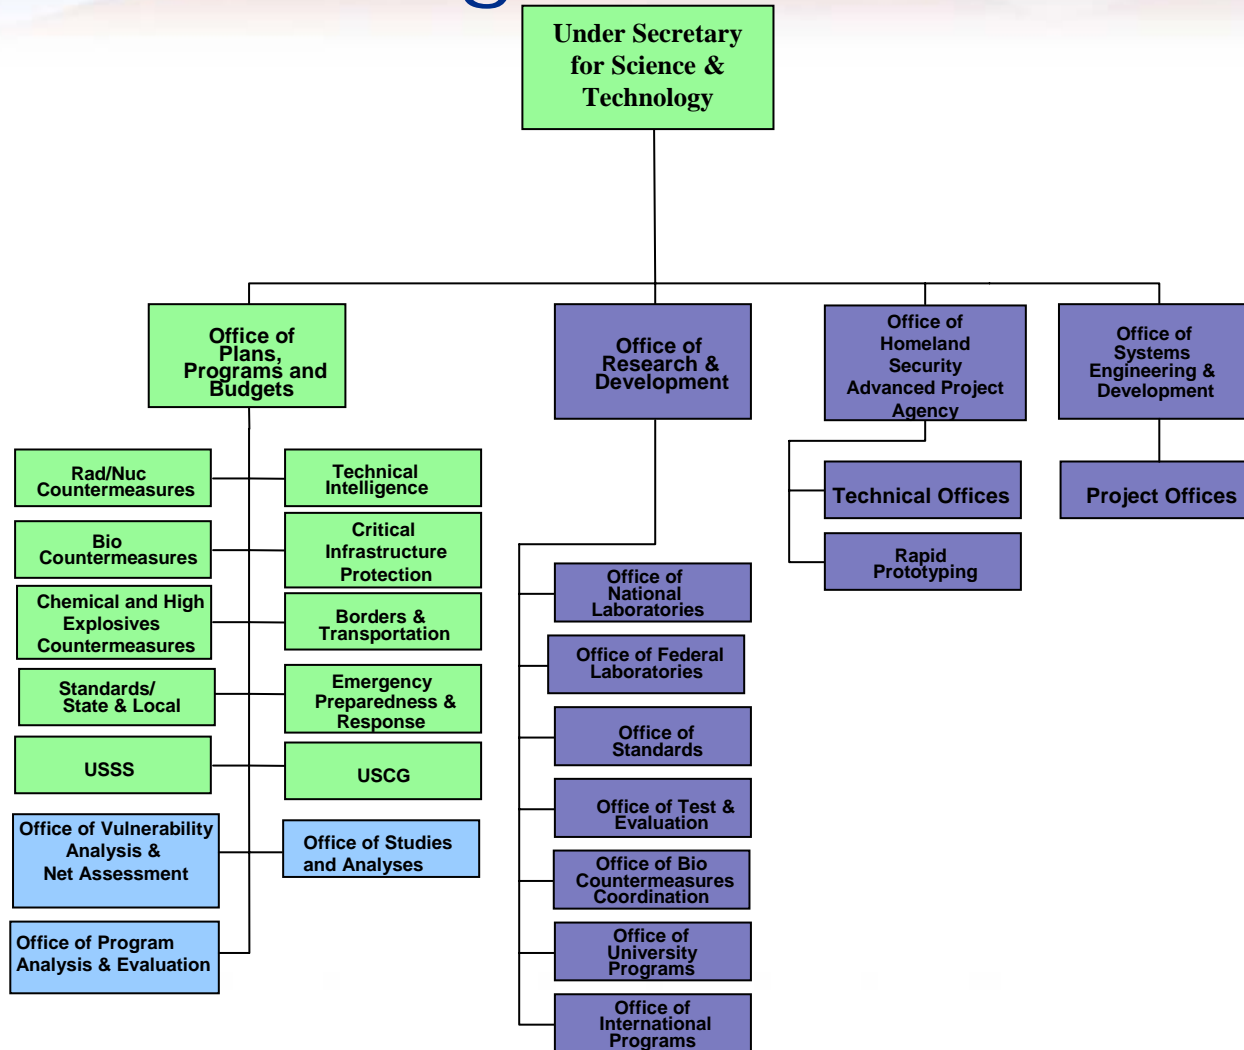 g
Under Secretary
for Science &
Technology
Office of
Plans,
Programs and
Budgets
Office of
Research &
Development
Office of
Homeland
Security
Advanced Project
Agency
Office of
Systems
Engineering &
Development
Rad/Nuc
Countermeasures
Technical
Intelligence
Bio
Countermeasures
Critical
Infrastructure
Protection
Chemical and High
Explosives
Countermeasures
Borders &
Transportation
Standards/
State & Local
Emergency
Preparedness &
Response
USSS
USCG
Office of Vulnerability
Analysis &
Net Assessment
Office of Studies
and Analyses
Office of Program
Analysis & Evaluation
Office of
National
Laboratories
Office of Federal
Laboratories
Office of
Standards
Office of Test &
Evaluation
Office of Bio
Countermeasures
Coordination
Office of
University
Programs
Office of
International
Programs
Technical Offices
Rapid
Prototyping
Project Offices